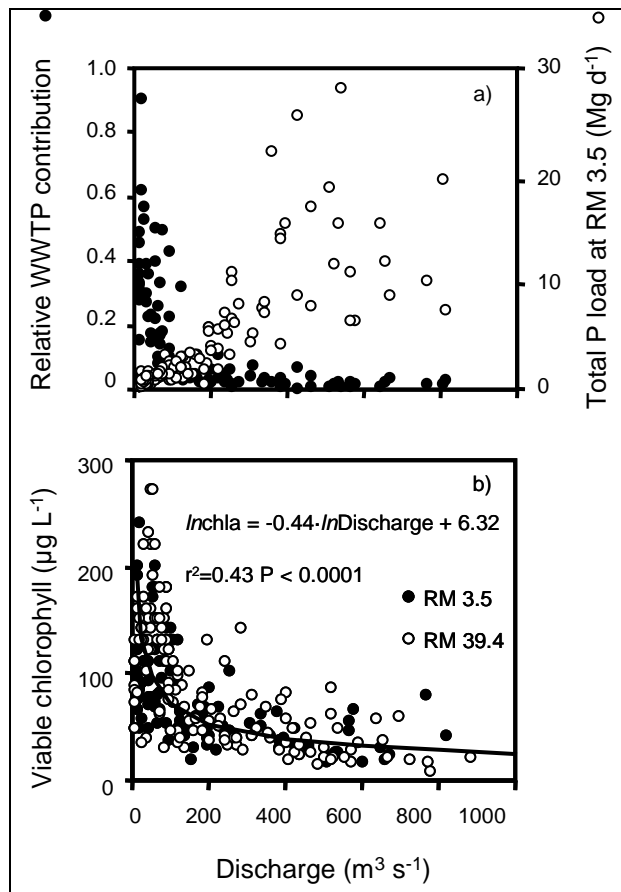 Relative WWTP contribution
1.0
0.8
0.6
0.4
0.2
0
a)
30
20
10
0
Total P load at RM 3.5 (Mg d-1)
Viable chlorophyll (µg L-1)
300
200
100
0
b)
lnchla = -0.44·lnDischarge + 6.32
r²=0.43 P < 0.0001
RM 3.5
RM 39.4
0 200 400 600 800 1000
Discharge (m³ s-1)